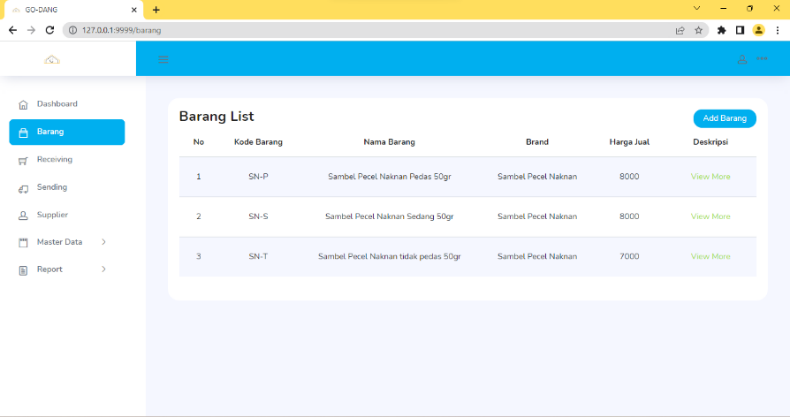 GO-DANG
127.0.0.1:9999/barang
Dashboard
Barang
Receiving
Sending
Supplier
Master Data
Report
Barang List
Add Barang
No Kode Barang Nama Barang Brand Harga Jual Deskripsi
1 SN-P Sambel Pecel Naknan Pedas 50gr Sambel Pecel Naknan 8000 View More
2 SN-S Sambel Pecel Naknan Sedang 50gr Sambel Pecel Naknan 8000 View More
3 SN-T Sambel Pecel Naknan tidak pedas 50gr Sambel Pecel Naknan 7000 View More